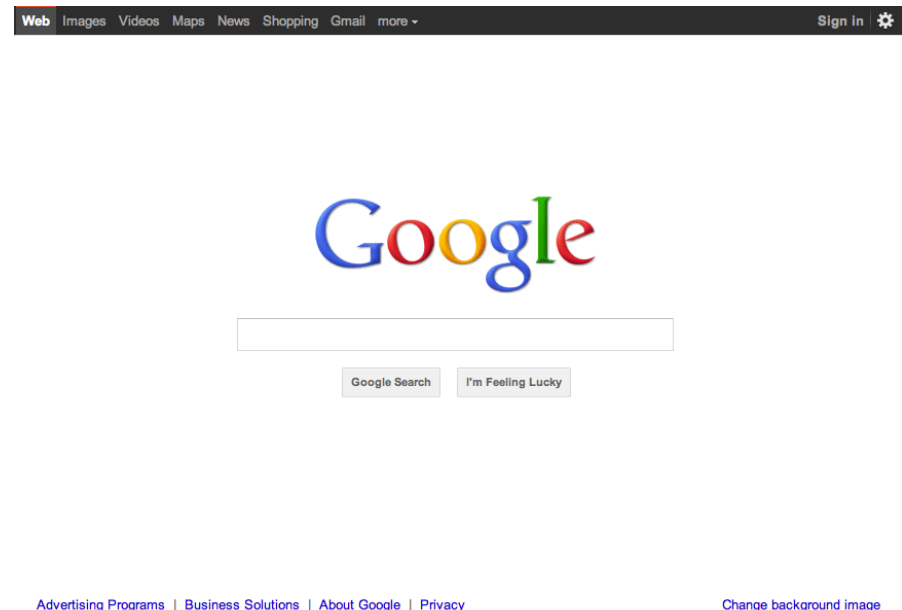 Web Images Videos Maps News Shopping Gmail more Sign in
Google
Google Search I'm Feeling Lucky
Advertising Programs | Business Solutions | About Google | Privacy Change background image